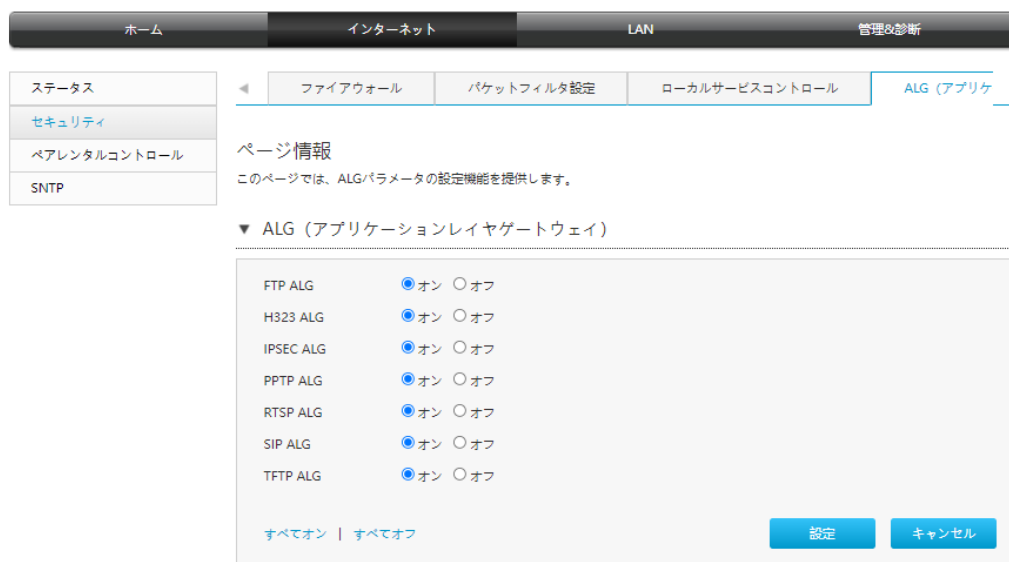 ホーム インターネット LAN 管理&診断
ステータス
セキュリティ
ペアレンタルコントロール
SNTP
ファイアウォール パケットフィルタ設定 ローカルサービスコントロール ALG（アプリケ
ページ情報
このページでは、ALGパラメータの設定機能を提供します。
▼ ALG（アプリケーションレイヤゲートウェイ）
FTP ALG オン オフ
H323 ALG オン オフ
IPSEC ALG オン オフ
PPTP ALG オン オフ
RTSP ALG オン オフ
SIP ALG オン オフ
TFTP ALG オン オフ
すべてオン | すべてオフ 設定 キャンセル